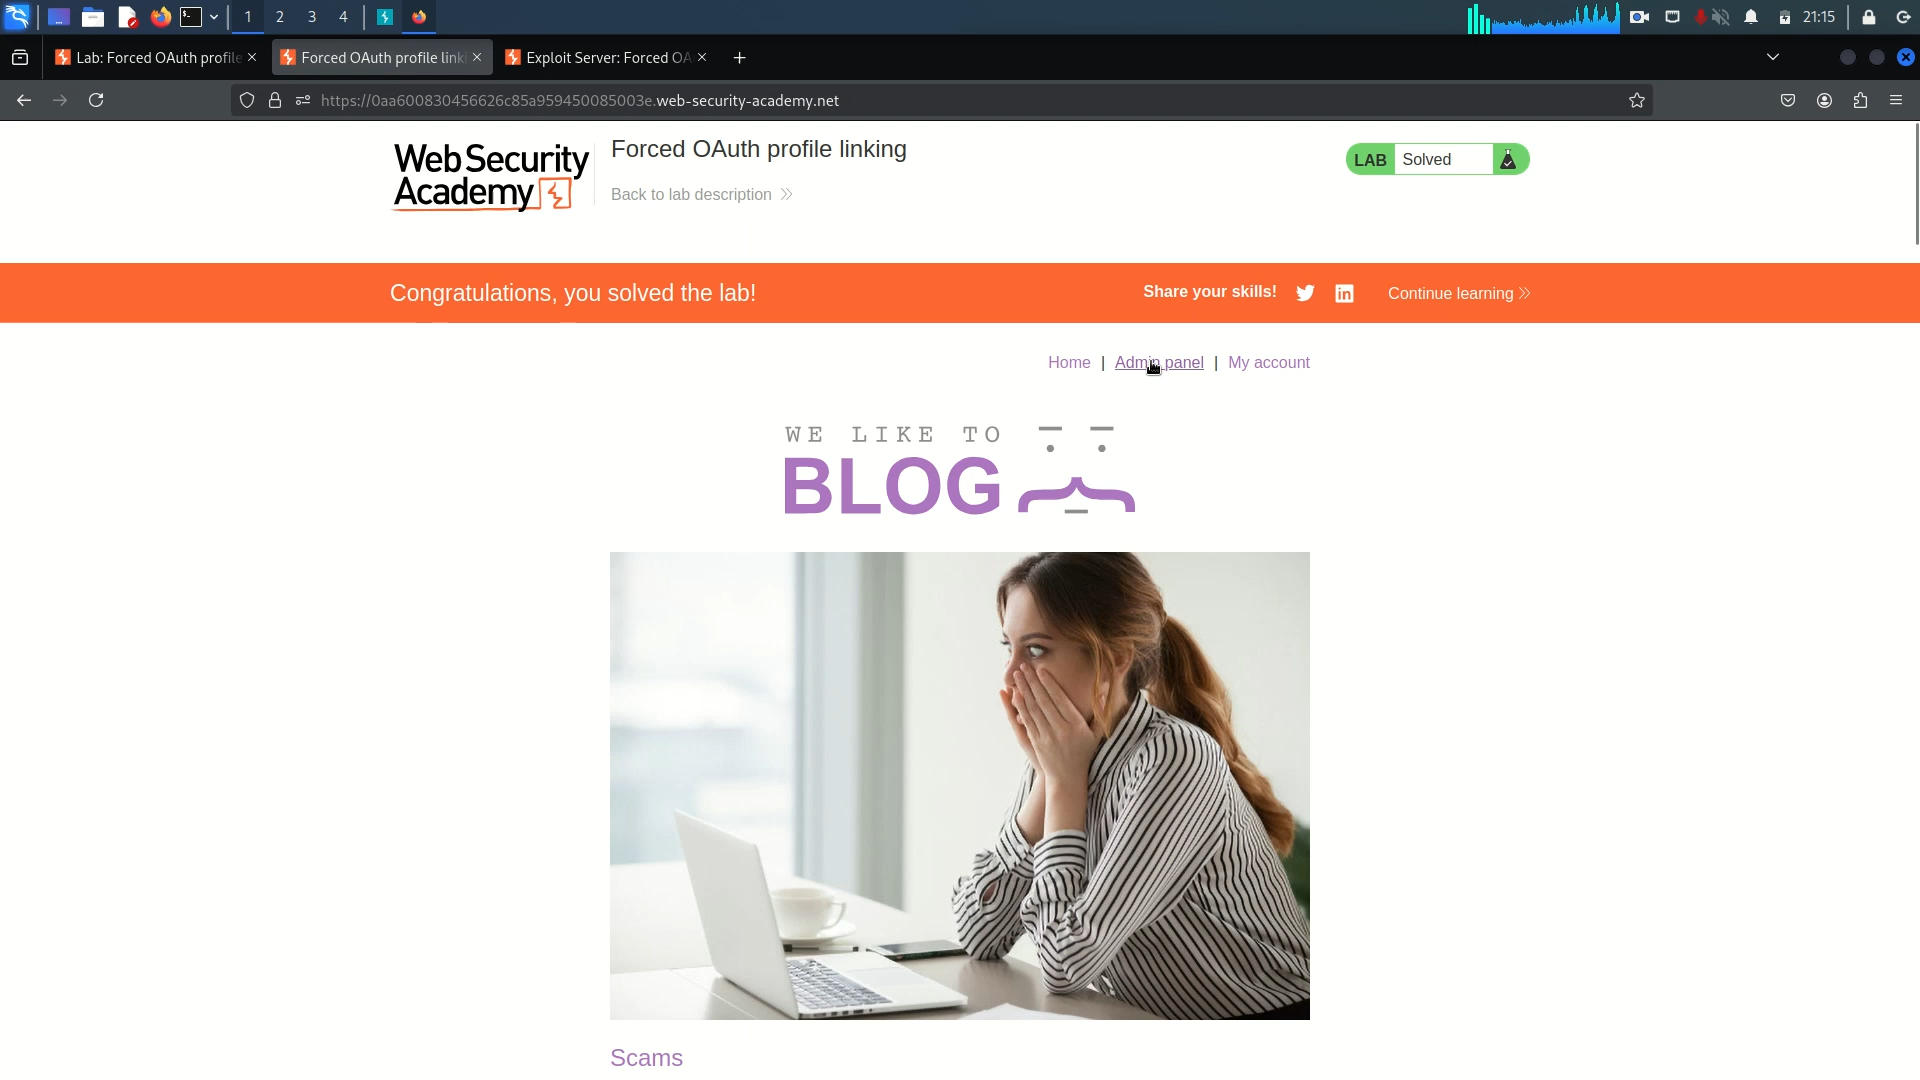 1 2 3 4 21:15
Lab: Forced OAuth profile Forced OAuth profile link Exploit Server: Forced OA
https://0aa600830456626c85a959450085003e.web-security-academy.net
Web Security
Academy
Forced OAuth profile linking
Back to lab description
LAB Solved
Congratulations, you solved the lab!
Share your skills!
Continue learning
Home | Admin panel | My account
WE LIKE TO
BLOG
Scams